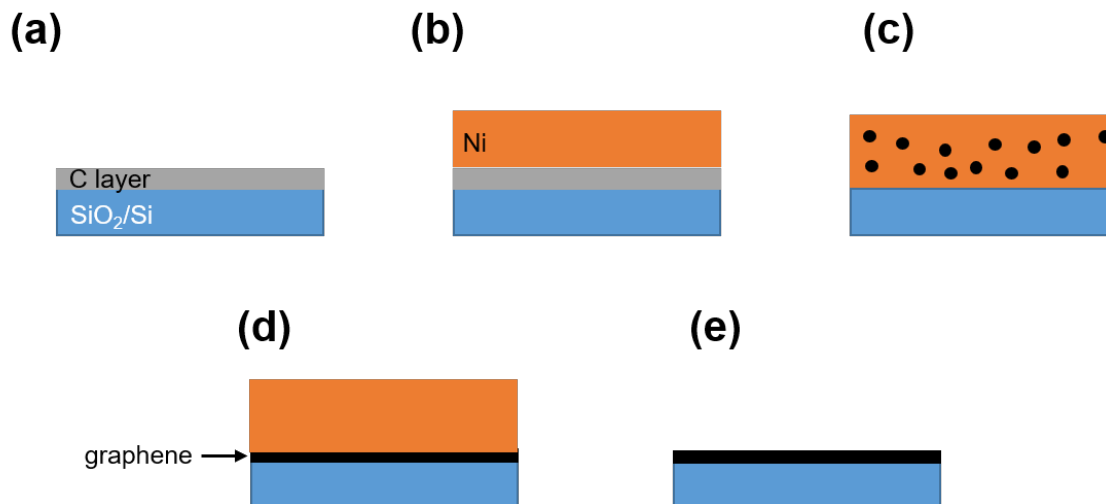 (a)
(b)
(c)
Ni
C layer
SiO₂/Si
(d)
(e)
graphene